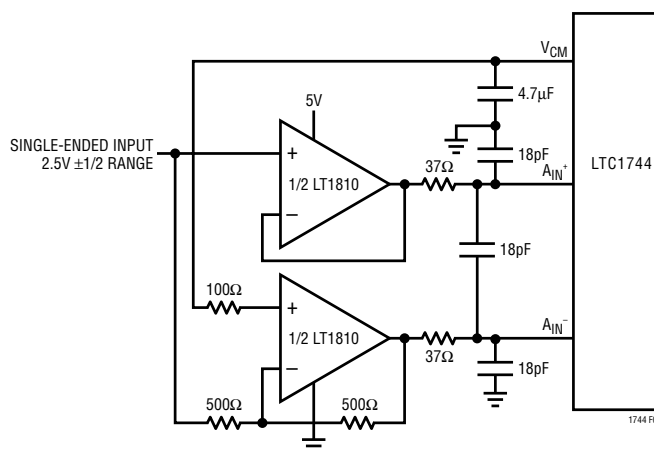 V_CM
4.7µF
5V
SINGLE-ENDED INPUT
2.5V ±1/2 RANGE
+
1/2 LT1810
–
37Ω
18pF
A_IN⁺
LTC1744
18pF
100Ω
+
1/2 LT1810
–
37Ω
A_IN⁻
18pF
500Ω
500Ω
1744